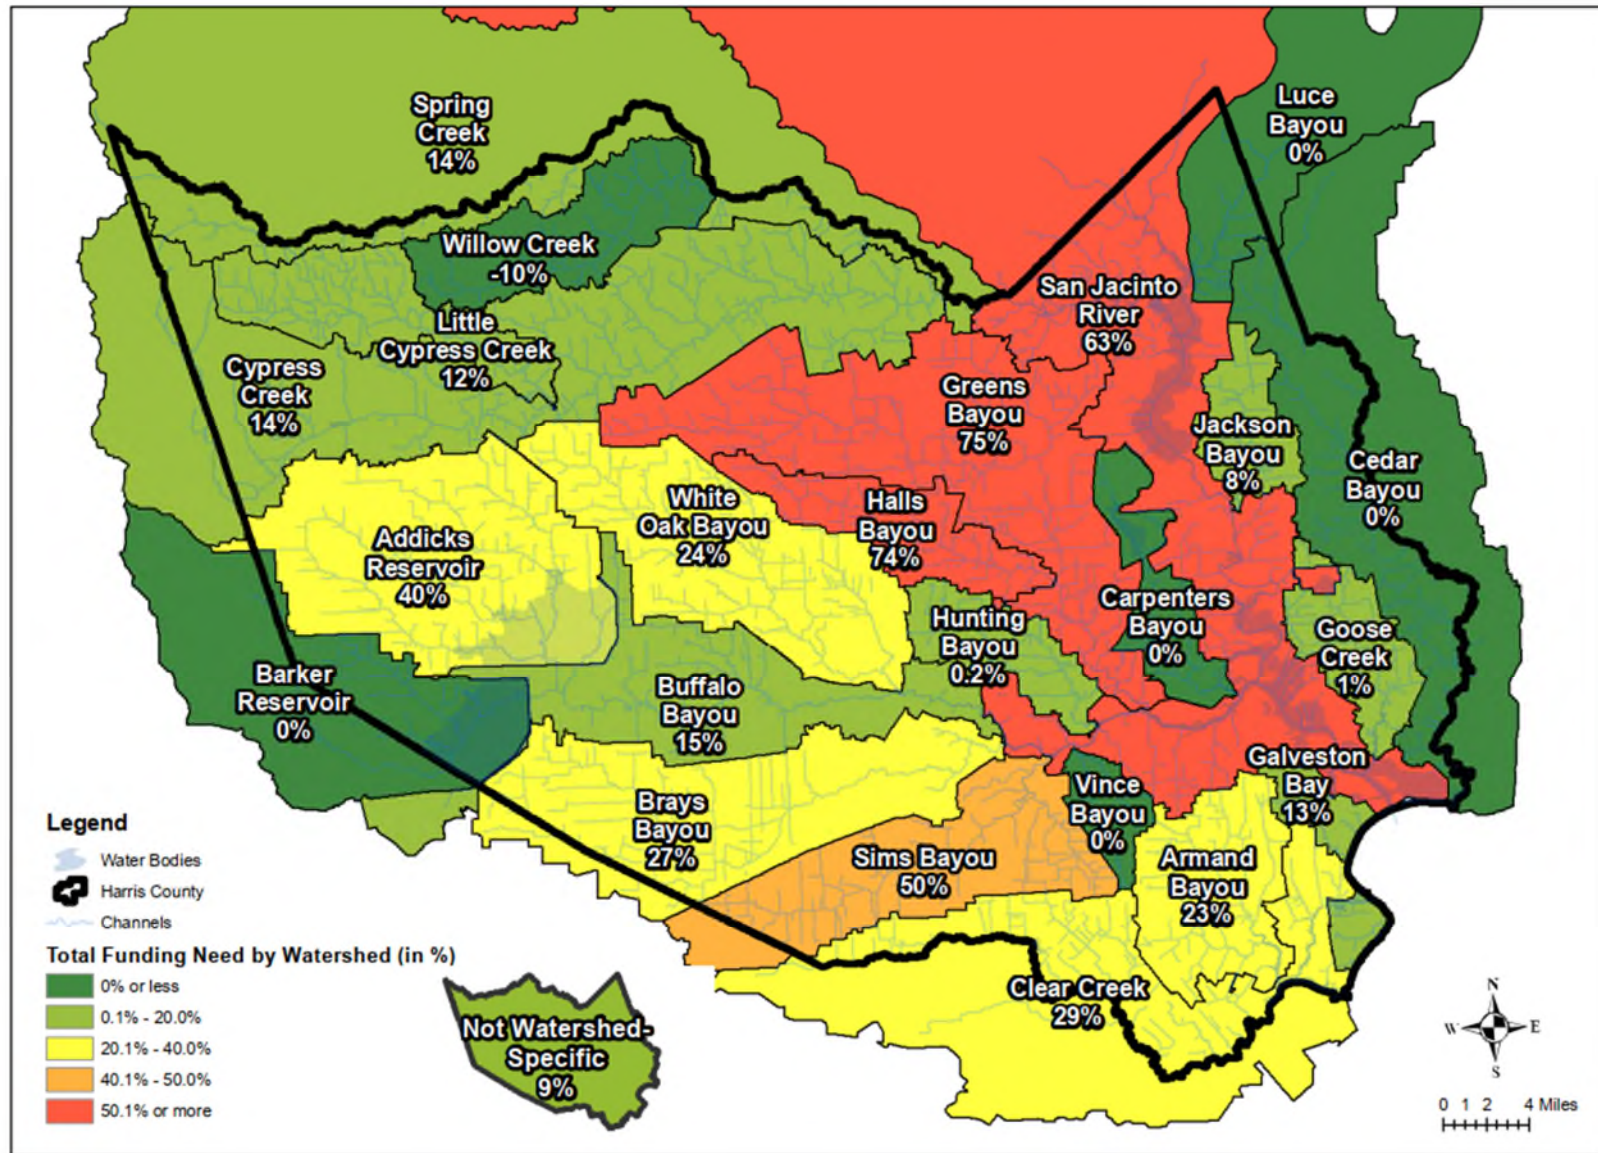 Spring
Creek
14%
Luce
Bayou
0%
Willow Creek
-10%
San Jacinto
River
63%
Little
Cypress Creek
12%
Cypress
Creek
14%
Greens
Bayou
75%
Jackson
Bayou
8%
Cedar
Bayou
0%
White
Oak Bayou
24%
Halls
Bayou
74%
Addicks
Reservoir
40%
Carpenters
Bayou
0%
Hunting
Bayou
0.2%
Goose
Creek
1%
Barker
Reservoir
0%
Buffalo
Bayou
15%
Galveston
Bay
13%
Vince
Bayou
0%
Brays
Bayou
27%
Sims Bayou
50%
Armand
Bayou
23%
Clear Creek
29%
Legend
Water Bodies
Harris County
Channels
Total Funding Need by Watershed (in %)
0% or less
0.1% - 20.0%
20.1% - 40.0%
40.1% - 50.0%
50.1% or more
Not Watershed-
Specific
9%
N
W E
S
0 1 2 4 Miles